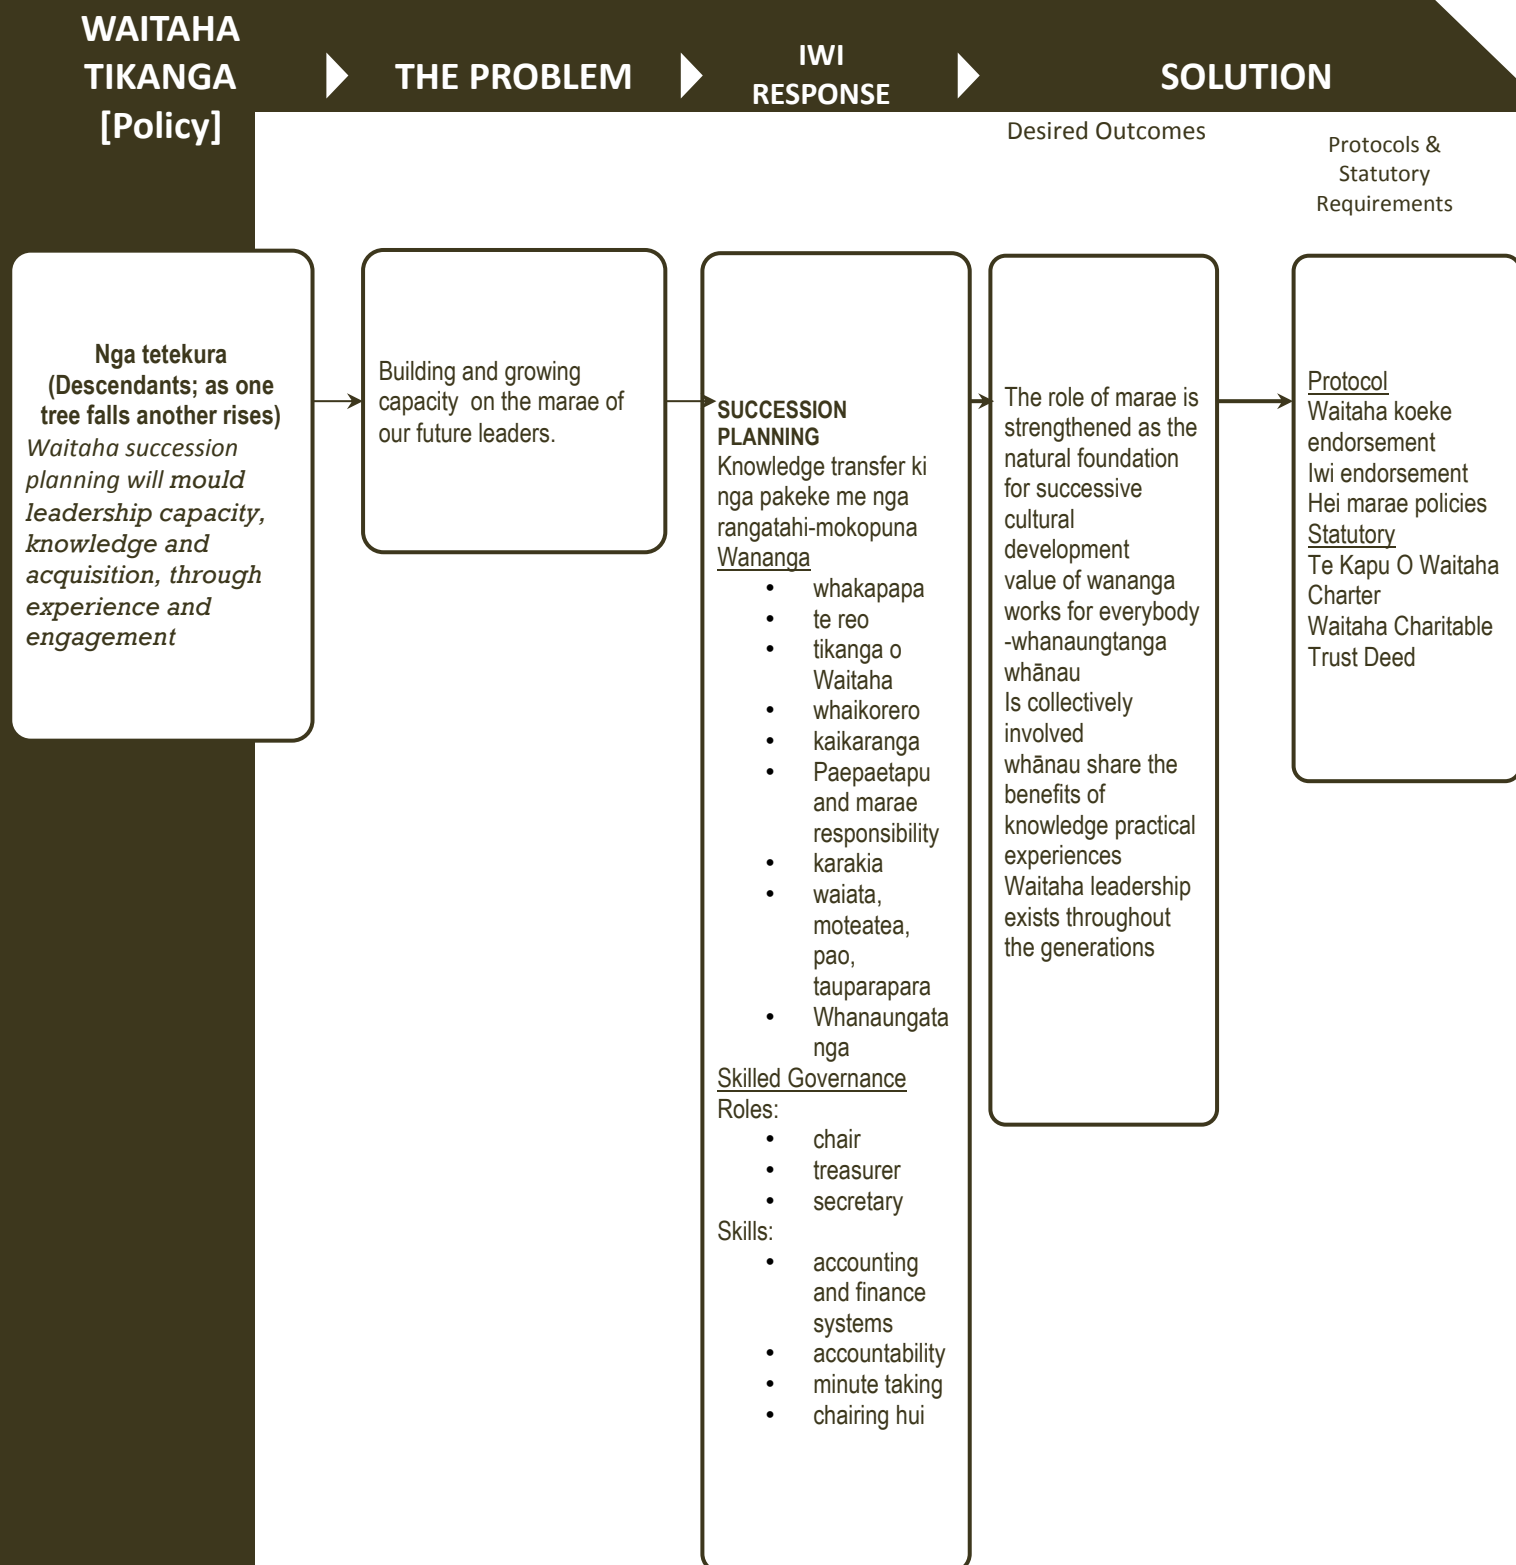 WAITAHA
TIKANGA
[Policy]
THE PROBLEM
IWI
RESPONSE
SOLUTION
Desired Outcomes
Protocols &
Statutory
Requirements
Nga tetekura
(Descendants; as one
tree falls another rises)
Waitaha succession
planning will mould
leadership capacity,
knowledge and
acquisition, through
experience and
engagement
Building and growing
capacity on the marae of
our future leaders.
SUCCESSION
PLANNING
Knowledge transfer ki
nga pakeke me nga
rangatahi-mokopuna
Wananga
• whakapapa
• te reo
• tikanga o
Waitaha
• whaikorero
• kaikaranga
• Paepaetapu
and marae
responsibility
• karakia
• waiata,
moteatea,
pao,
tauparapara
• Whanaungata
nga
Skilled Governance
Roles:
• chair
• treasurer
• secretary
Skills:
• accounting
and finance
systems
• accountability
• minute taking
• chairing hui
The role of marae is
strengthened as the
natural foundation
for successive
cultural
development
value of wananga
works for everybody
-whanaungtanga
whānau
Is collectively
involved
whānau share the
benefits of
knowledge practical
experiences
Waitaha leadership
exists throughout
the generations
Protocol
Waitaha koeke
endorsement
Iwi endorsement
Hei marae policies
Statutory
Te Kapu O Waitaha
Charter
Waitaha Charitable
Trust Deed